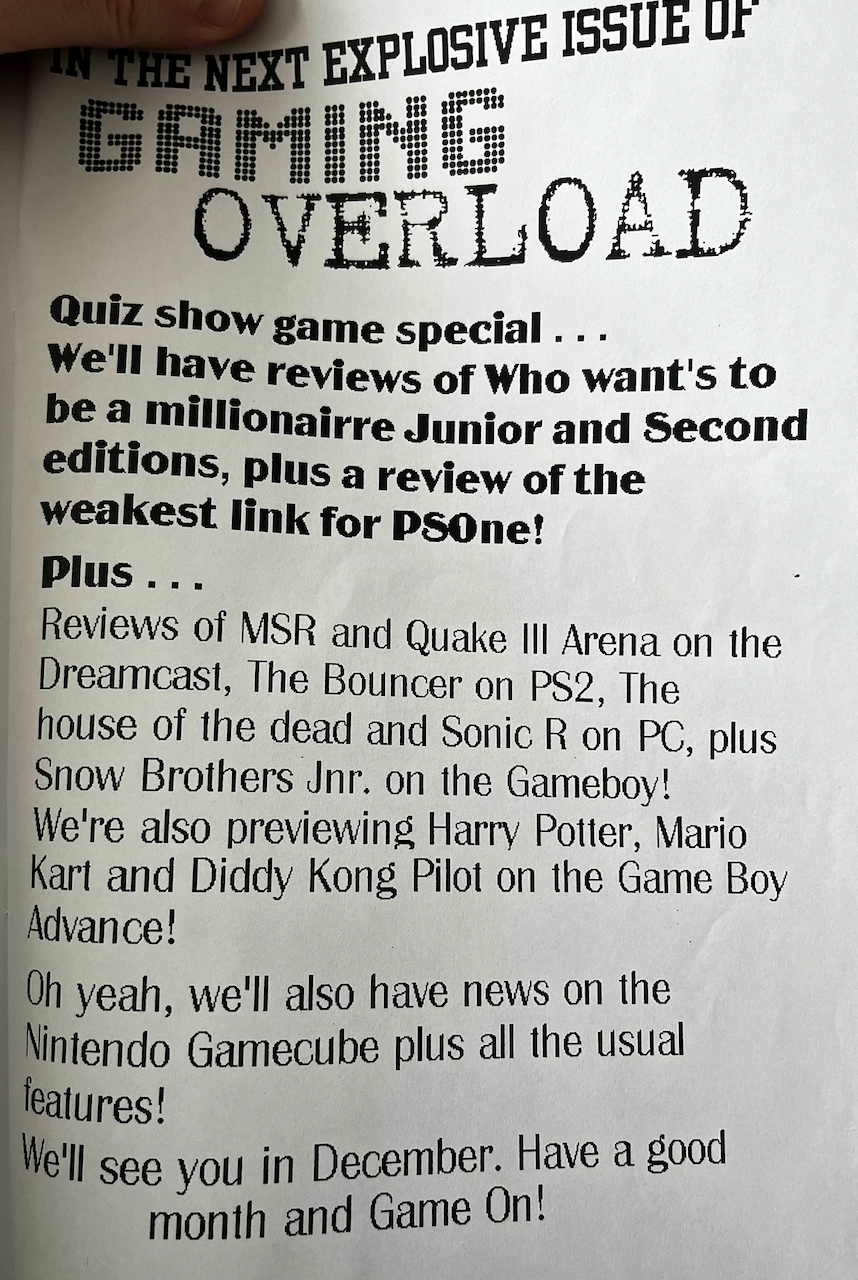 IN THE NEXT EXPLOSIVE ISSUE OF
GAMING
OVERLOAD
Quiz show game special . . .
We'll have reviews of Who want's to
be a millionairre Junior and Second
editions, plus a review of the
weakest link for PSOne!
Plus . . .
Reviews of MSR and Quake III Arena on the
Dreamcast, The Bouncer on PS2, The
house of the dead and Sonic R on PC, plus
Snow Brothers Jnr. on the Gameboy!
We're also previewing Harry Potter, Mario
Kart and Diddy Kong Pilot on the Game Boy
Advance!
Oh yeah, we'll also have news on the
Nintendo Gamecube plus all the usual
features!
We'll see you in December. Have a good
month and Game On!